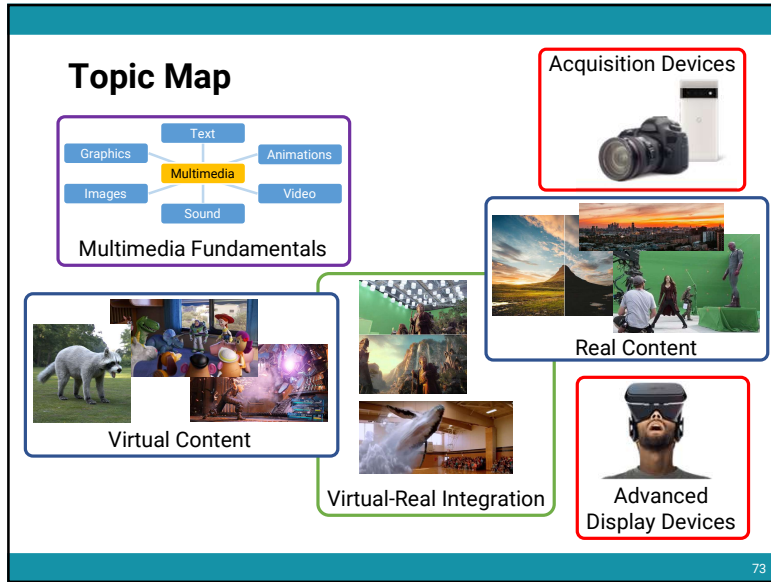 Topic Map
Text
Graphics
Animations
Multimedia
Images
Video
Sound
Multimedia Fundamentals
Acquisition Devices
Real Content
Virtual Content
Virtual-Real Integration
Advanced
Display Devices
73